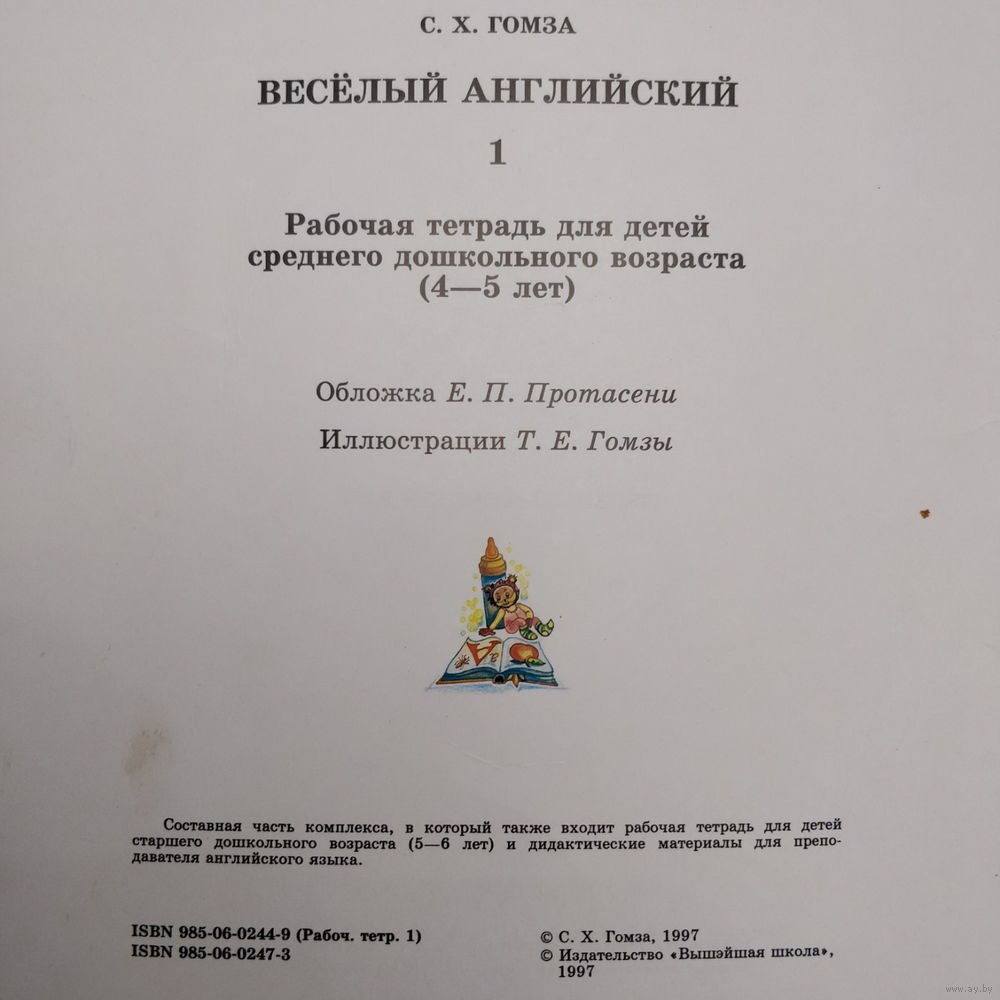 С. Х. ГОМЗА
ВЕСЁЛЫЙ АНГЛИЙСКИЙ
1
Рабочая тетрадь для детей
среднего дошкольного возраста
(4—5 лет)
Обложка Е. П. Протасени
Иллюстрации Т. Е. Гомзы
A
Составная часть комплекса, в который также входит рабочая тетрадь для детей
старшего дошкольного возраста (5—6 лет) и дидактические материалы для препо-
давателя английского языка.
ISBN 985-06-0244-9 (Рабоч. тетр. 1)
ISBN 985-06-0247-3
© С. Х. Гомза, 1997
© Издательство «Вышэйшая школа»,
1997
www.ay.by